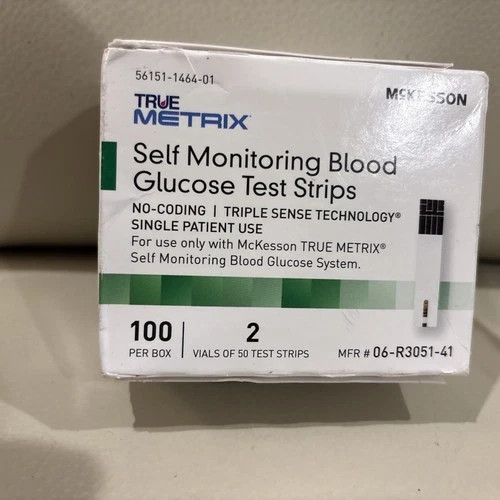 56151-1464-01
McKESSON
TRUE
METRIX®
Self Monitoring Blood
Glucose Test Strips
NO-CODING | TRIPLE SENSE TECHNOLOGY®
SINGLE PATIENT USE
For use only with McKesson TRUE METRIX®
Self Monitoring Blood Glucose System.
100
PER BOX
2
VIALS OF 50 TEST STRIPS
MFR # 06-R3051-41